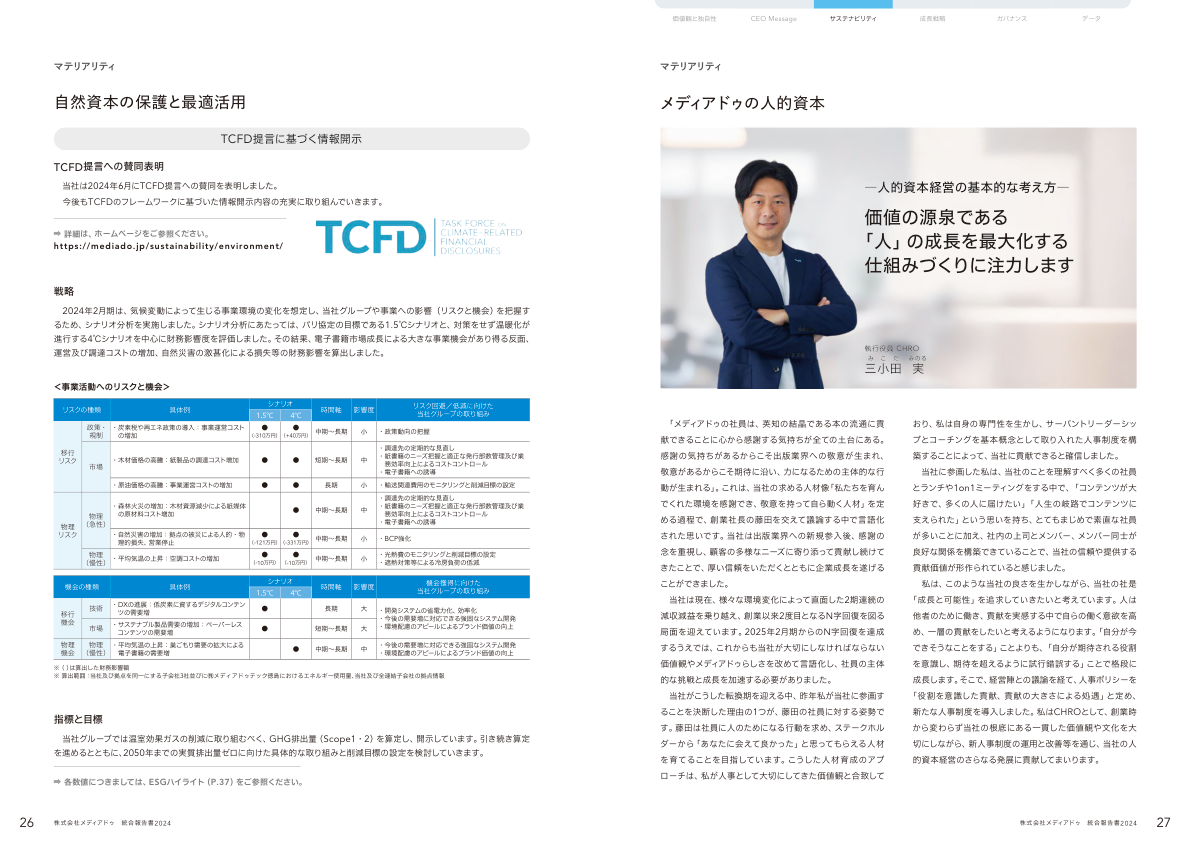 価値観と独自性
CEO Message
サステナビリティ
成長戦略
ガバナンス
データ
マテリアリティ
自然資本の保護と最適活用
TCFD提言に基づく情報開示
TCFD提言への賛同表明
当社は2024年6月にTCFD提言への賛同を表明しました。
今後もTCFDのフレームワークに基づいた情報開示内容の充実に取り組んでいきます。
⇨ 詳細は、ホームページをご参照ください。
https://mediado.jp/sustainability/environment/
TCFD
TASK FORCE ON
CLIMATE-RELATED
FINANCIAL
DISCLOSURES
戦略
2024年2月期は、気候変動によって生じる事業環境の変化を想定し、当社グループや事業への影響（リスクと機会）を把握す
るため、シナリオ分析を実施しました。シナリオ分析にあたっては、パリ協定の目標である1.5℃シナリオと、対策をせず温暖化が
進行する4℃シナリオを中心に財務影響度を評価しました。その結果、電子書籍市場成長による大きな事業機会があり得る反面、
運営及び調達コストの増加、自然災害の激甚化による損失等の財務影響を算出しました。
＜事業活動へのリスクと機会＞
リスクの種類 具体例 シナリオ 1.5℃ 4℃ 時間軸 影響度 リスク回避／低減に向けた
当社グループの取り組み
移行
リスク
政策・
規制
・炭素税や再エネ政策の導入：事業運営コスト
の増加
● ●
(-310万円) (+40万円)
中期〜長期 小 ・政策動向の把握
市場
・木材価格の高騰：紙製品の調達コスト増加 ● ● 短期〜長期 中
・調達先の定期的な見直し
・紙書籍のニーズ把握と適正な発行部数管理及び業
務効率向上によるコストコントロール
・電子書籍への誘導
・原油価格の高騰：事業運営コストの増加 ● ● 長期 小 ・輸送関連費用のモニタリングと削減目標の設定
物理
リスク
物理
（急性）
・森林火災の増加：木材資源減少による紙媒体
の原材料コスト増加
● 中期〜長期 中
・調達先の定期的な見直し
・紙書籍のニーズ把握と適正な発行部数管理及び業
務効率向上によるコストコントロール
・電子書籍への誘導
・自然災害の増加：拠点の被災による人的・物
理的損失、営業停止
● ●
(-121万円) (-331万円)
中期〜長期 小 ・BCP強化
物理
（慢性）
・平均気温の上昇：空調コストの増加
● ●
(-10万円) (-10万円)
中期〜長期 小
・光熱費のモニタリングと削減目標の設定
・遮熱対策等による冷房負荷の低減
機会の種類 具体例 シナリオ 1.5℃ 4℃ 時間軸 影響度 機会獲得に向けた
当社グループの取り組み
移行
機会
技術
・DXの進展：低炭素に資するデジタルコンテン
ツの需要増
● 長期 大
市場
・サステナブル製品需要の増加：ペーパーレス
コンテンツの需要増
● 短期〜長期 大
・開発システムの省電力化、効率化
・今後の需要増に対応できる強固なシステム開発
・環境配慮のアピールによるブランド価値の向上
物理
機会
物理
（慢性）
・平均気温の上昇：巣ごもり需要の拡大による
電子書籍の需要増
● 中期〜長期 中
・今後の需要増に対応できる強固なシステム開発
・環境配慮のアピールによるブランド価値の向上
※（ ）は算出した財務影響額
※ 算出範囲：当社及び拠点を同一にする子会社3社並びに㈱メディアドゥテック徳島におけるエネルギー使用量、当社及び全連結子会社の拠点情報
指標と目標
当社グループでは温室効果ガスの削減に取り組むべく、GHG排出量（Scope1・2）を算定し、開示しています。引き続き算定
を進めるとともに、2050年までの実質排出量ゼロに向けた具体的な取り組みと削減目標の設定を検討していきます。
⇨ 各数値につきましては、ESGハイライト（P.37）をご参照ください。
26
株式会社メディアドゥ 統合報告書2024
マテリアリティ
メディアドゥの人的資本
―人的資本経営の基本的な考え方―
価値の源泉である
「人」の成長を最大化する
仕組みづくりに注力します
執行役員 CHRO
み こ だ みのる
三小田 実
「メディアドゥの社員は、英知の結晶である本の流通に貢
献できることに心から感謝する気持ちが全ての土台にある。
感謝の気持ちがあるからこそ出版業界への敬意が生まれ、
敬意があるからこそ期待に沿い、力になるための主体的な行
動が生まれる」。これは、当社の求める人材像「私たちを育ん
でくれた環境を感謝でき、敬意を持って自ら動く人材」を定
める過程で、創業社長の藤田を交えて議論する中で言語化
された思いです。当社は出版業界への新規参入後、感謝の
念を重視し、顧客の多様なニーズに寄り添って貢献し続けて
きたことで、厚い信頼をいただくとともに企業成長を遂げる
ことができました。
当社は現在、様々な環境変化によって直面した2期連続の
減収減益を乗り越え、創業以来2度目となるN字回復を図る
局面を迎えています。2025年2月期からのN字回復を達成
するうえでは、これからも当社が大切にしなければならない
価値観やメディアドゥらしさを改めて言語化し、社員の主体
的な挑戦と成長を加速する必要がありました。
当社がこうした転換期を迎える中、昨年私が当社に参画す
ることを決断した理由の1つが、藤田の社員に対する姿勢で
す。藤田は社員に人のためになる行動を求め、ステークホル
ダーから「あなたに会えて良かった」と思ってもらえる人材
を育てることを目指しています。こうした人材育成のアプ
ローチは、私が人事として大切にしてきた価値観と合致して
おり、私は自身の専門性を生かし、サーバントリーダーシッ
プとコーチングを基本概念として取り入れた人事制度を構
築することによって、当社に貢献できると確信しました。
当社に参画した私は、当社のことを理解すべく多くの社員
とランチや1on1ミーティングをする中で、「コンテンツが大
好きで、多くの人に届けたい」「人生の岐路でコンテンツに
支えられた」という思いを持ち、とてもまじめで素直な社員
が多いことに加え、社内の上司とメンバー、メンバー同士が
良好な関係を構築できていることで、当社の信頼や提供する
貢献価値が形作られていると感じました。
私は、このような当社の良さを生かしながら、当社の社是
「成長と可能性」を追求していきたいと考えています。人は
他者のために働き、貢献を実感する中で自らの働く意欲を高
め、一層の貢献をしたいと考えるようになります。「自分が今
できそうなことをする」ことよりも、「自分が期待される役割
を意識し、期待を超えるように試行錯誤する」ことで格段に
成長します。そこで、経営陣との議論を経て、人事ポリシーを
「役割を意識した貢献、貢献の大きさによる処遇」と定め、
新たな人事制度を導入しました。私はCHROとして、創業時
から変わらず当社の根底にある一貫した価値観や文化を大
切にしながら、新人事制度の運用と改善等を通じ、当社の人
的資本経営のさらなる発展に貢献してまいります。
株式会社メディアドゥ 統合報告書2024
27